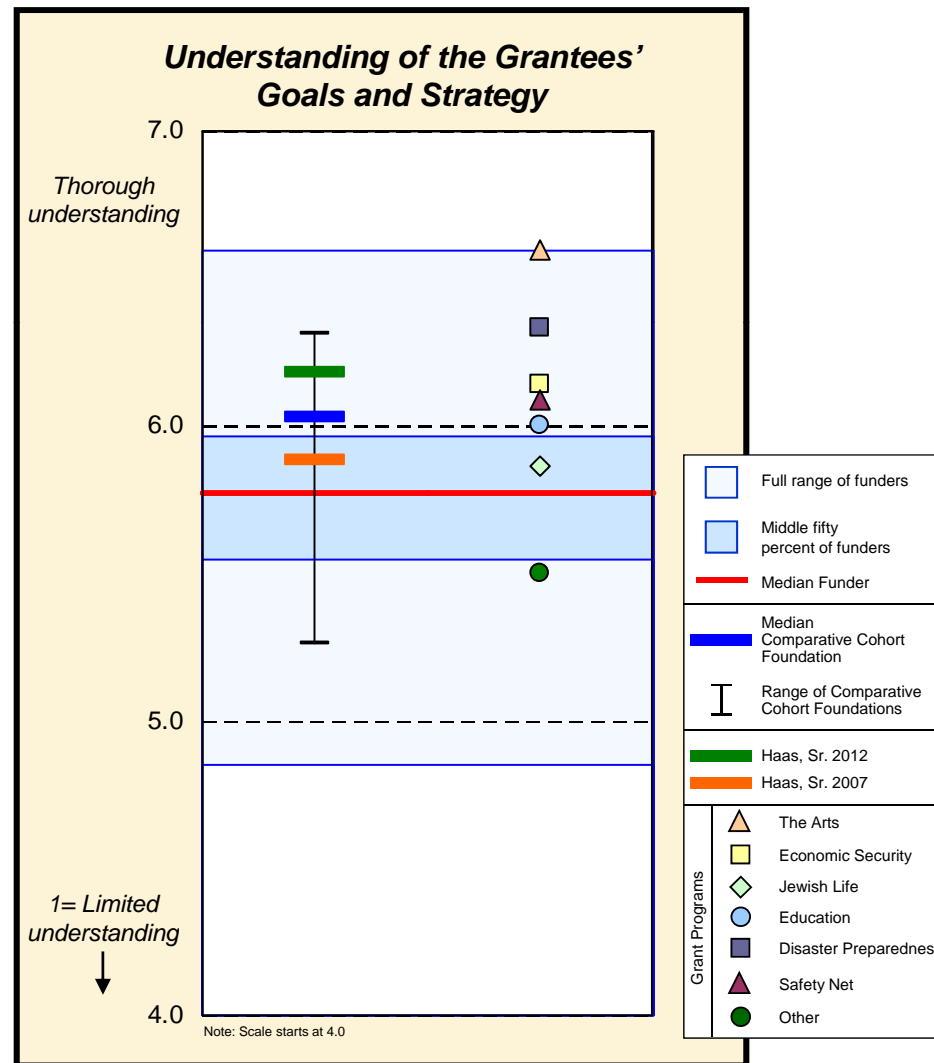 Understanding of the Grantees’
Goals and Strategy
7.0
Thorough
understanding
6.0
5.0
1= Limited
understanding
4.0
Note: Scale starts at 4.0
Full range of funders
Middle fifty
percent of funders
Median Funder
Median
Comparative Cohort
Foundation
Range of Comparative
Cohort Foundations
Haas, Sr. 2012
Haas, Sr. 2007
Grant Programs
The Arts
Economic Security
Jewish Life
Education
Disaster Preparednes
Safety Net
Other